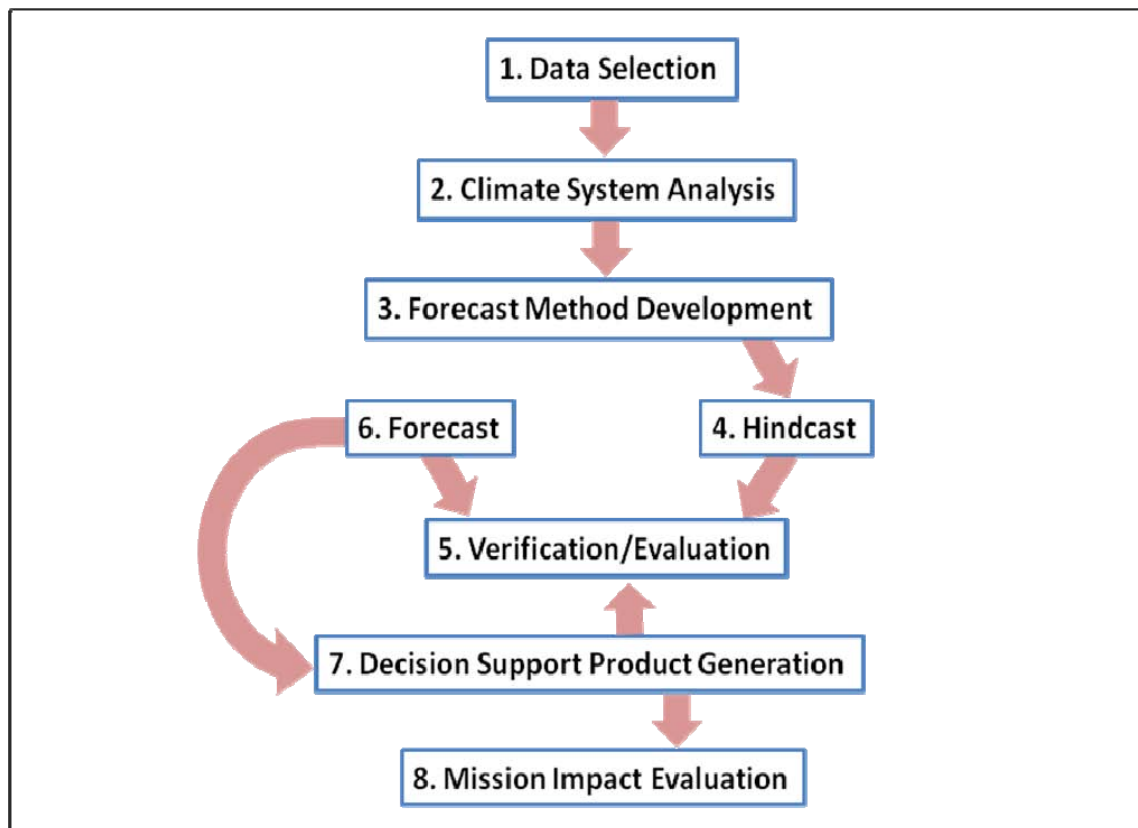 1. Data Selection
2. Climate System Analysis
3. Forecast Method Development
6. Forecast
4. Hindcast
5. Verification/Evaluation
7. Decision Support Product Generation
8. Mission Impact Evaluation